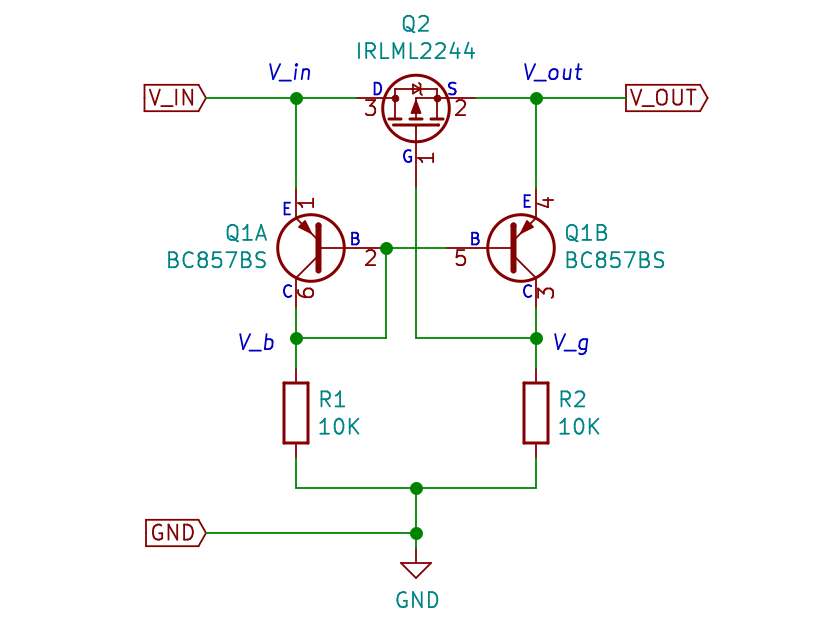 Q2
IRLML2244
V_in
V_out
V_IN
D
S
V_OUT
3
2
G
1
E
1
E
4
Q1A
BC857BS
B
2
B
5
Q1B
BC857BS
C
6
C
3
V_b
V_g
R1
10K
R2
10K
GND
GND